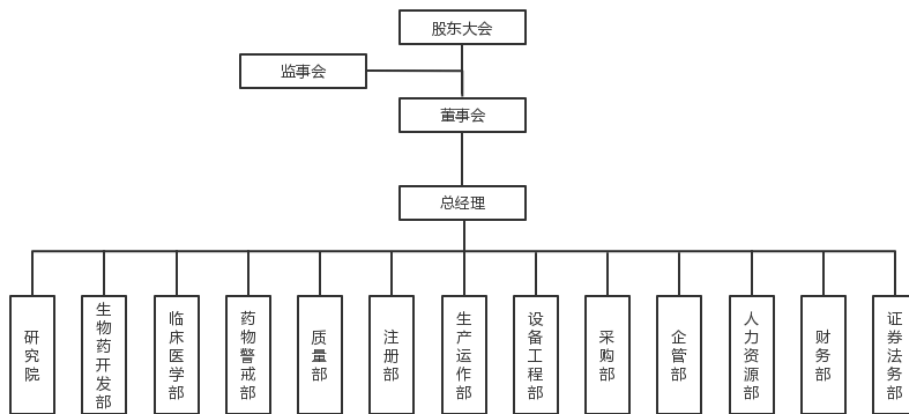 股东大会
监事会
董事会
总经理
研究院
生物药开发部
临床医学部
药物警戒部
质量部
注册部
生产运作部
设备工程部
采购部
企管部
人力资源部
财务部
证券法务部